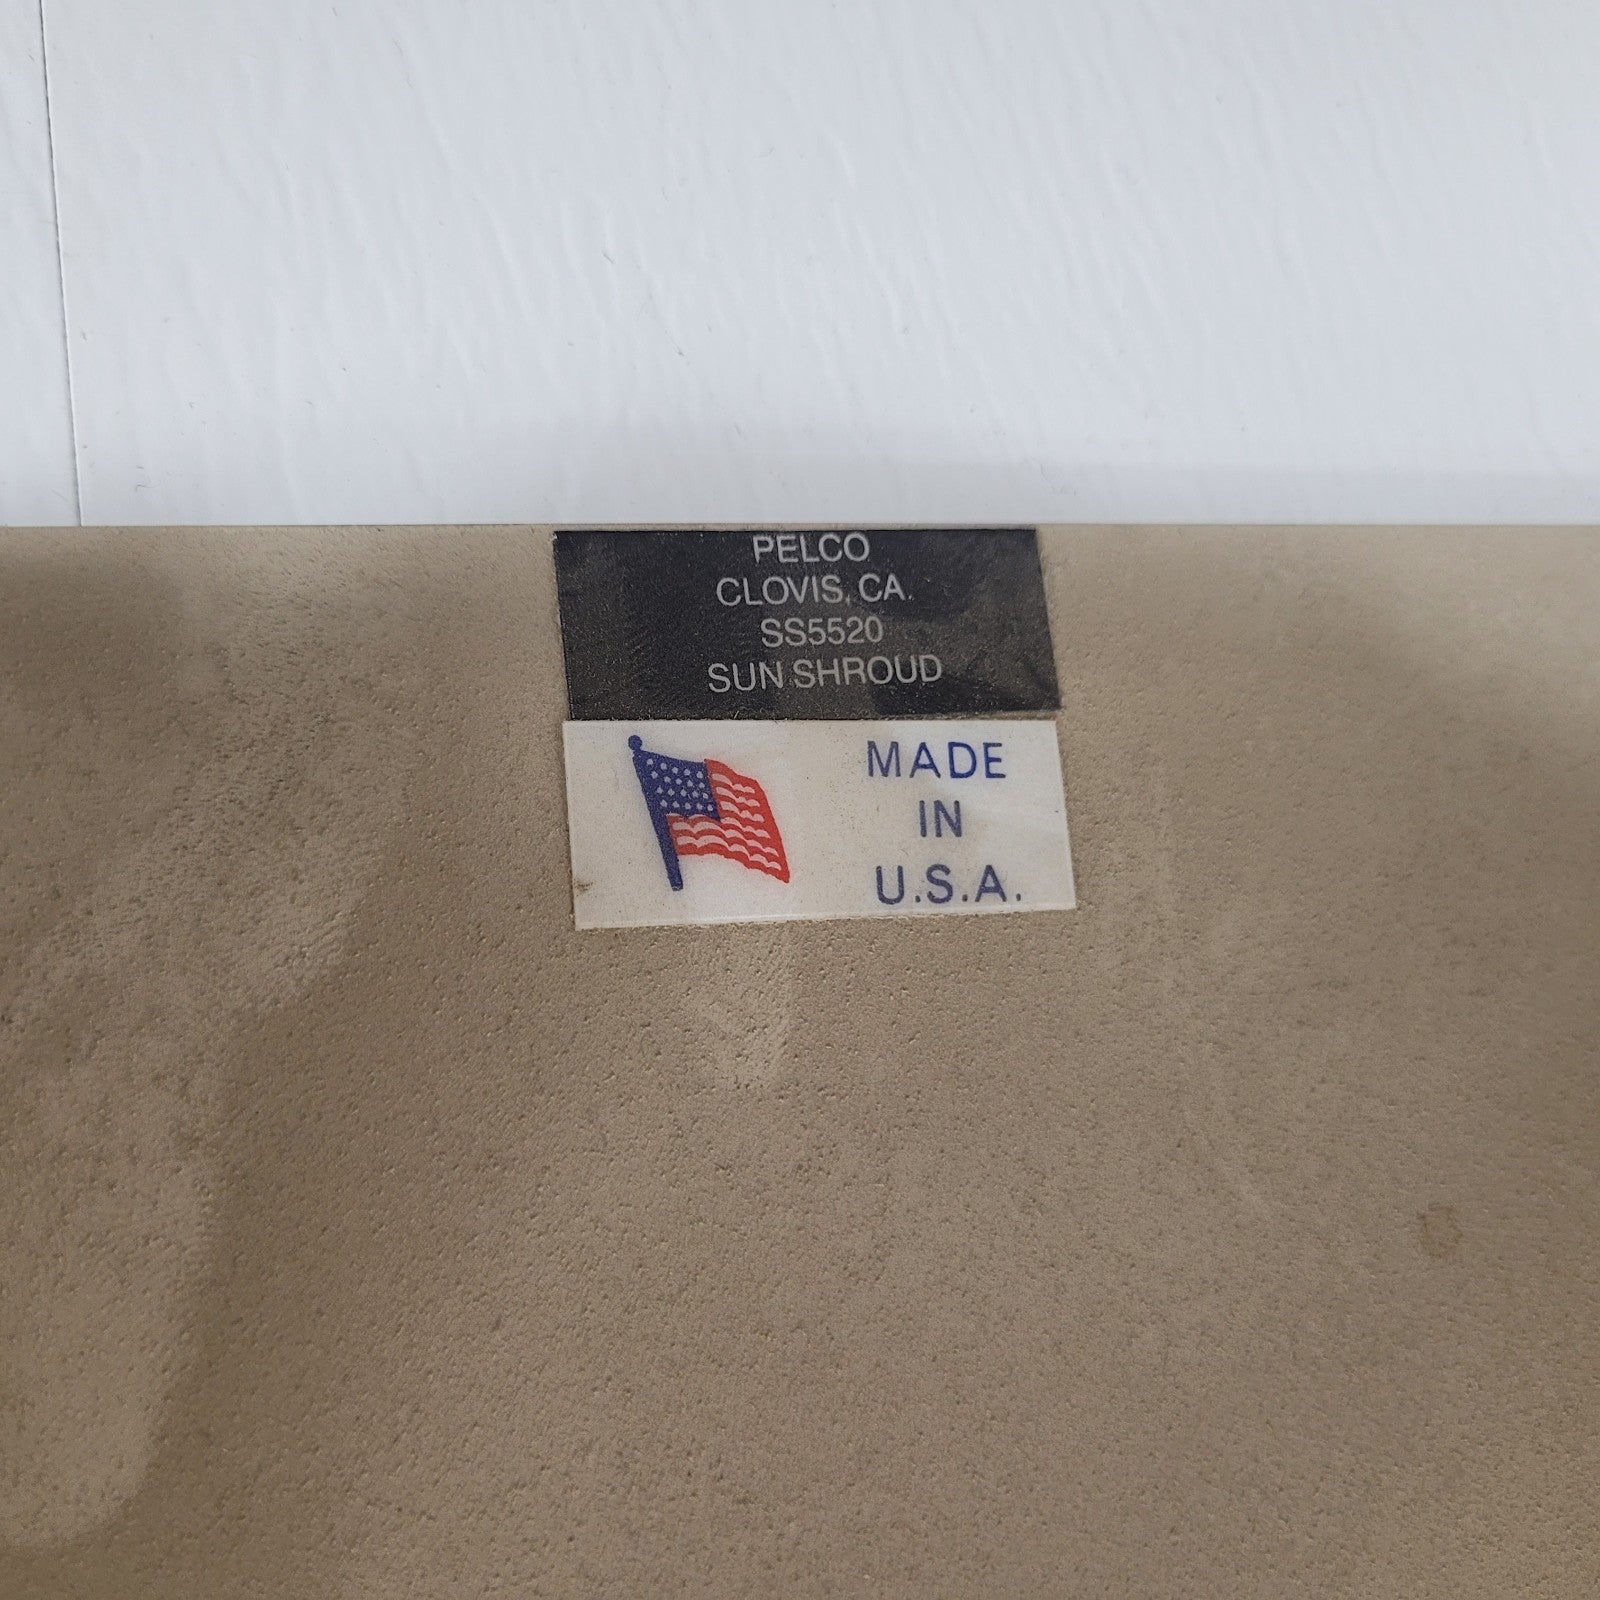 PELCO
CLOVIS, CA.
SS5520
SUN SHROUD
MADE
IN
U.S.A.